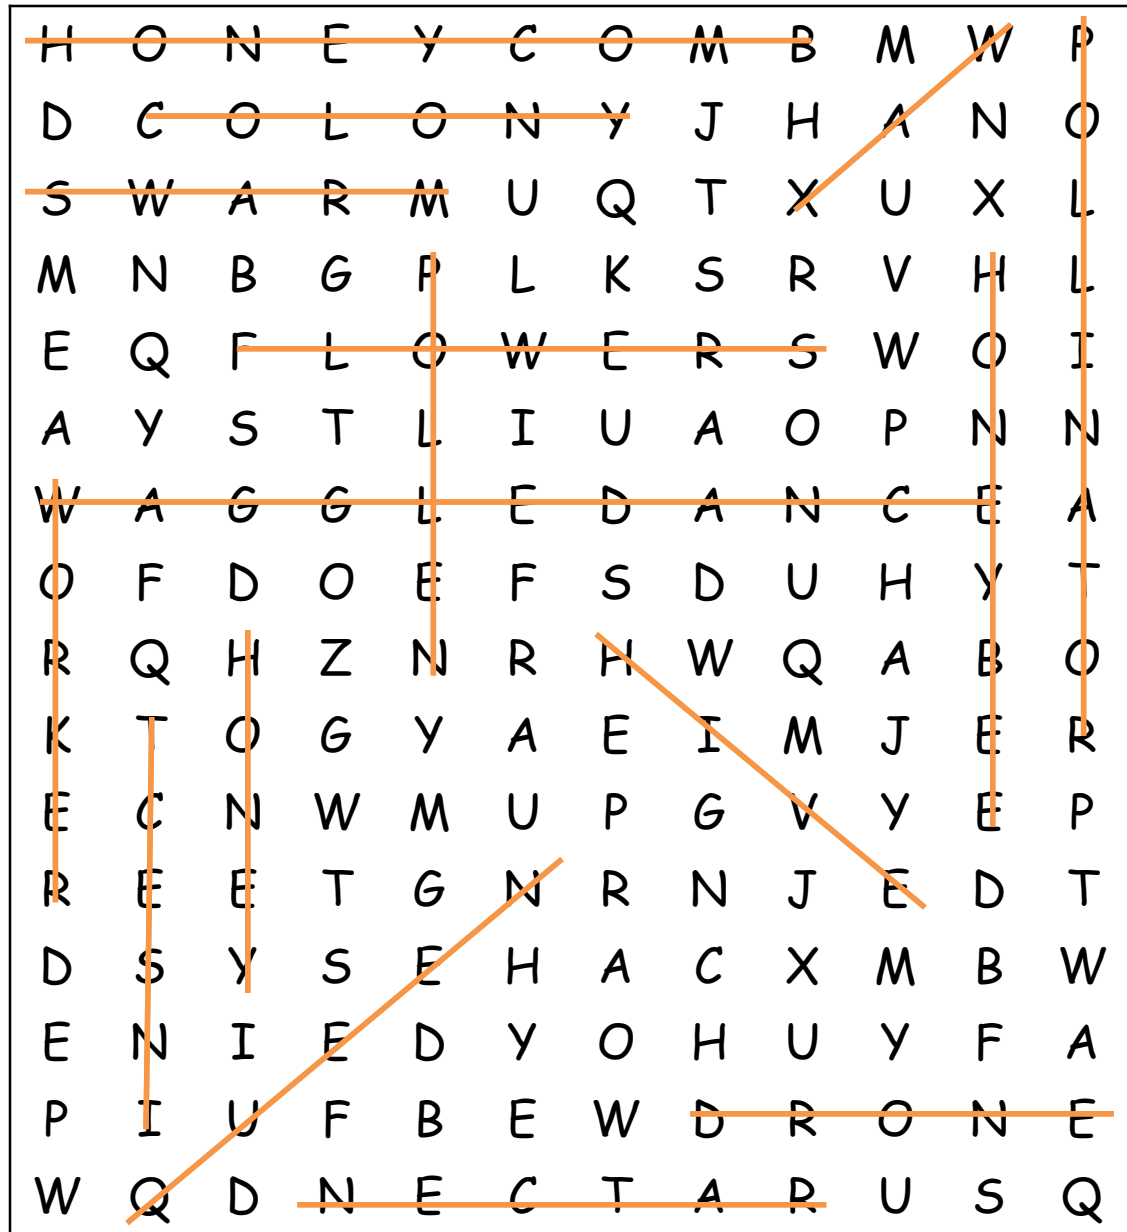 H O N E Y C O M B M W P
D C O L O N Y J H A N O
S W A R M U Q T X U X L
M N B G P L K S R V H L
E Q F L O W E R S W O I
A Y S T L I U A O P N N
W A G G L E D A N C E A
O F D O E F S D U H Y T
R Q H Z N R H W Q A B O
K T O G Y A E I M J E R
E C N W M U P G V Y E P
R E E T G N R N J E D T
D S Y S E H A C X M B W
E N I E D Y O H U Y F A
P I U F B E W D R O N E
W Q D N E C T A R U S Q